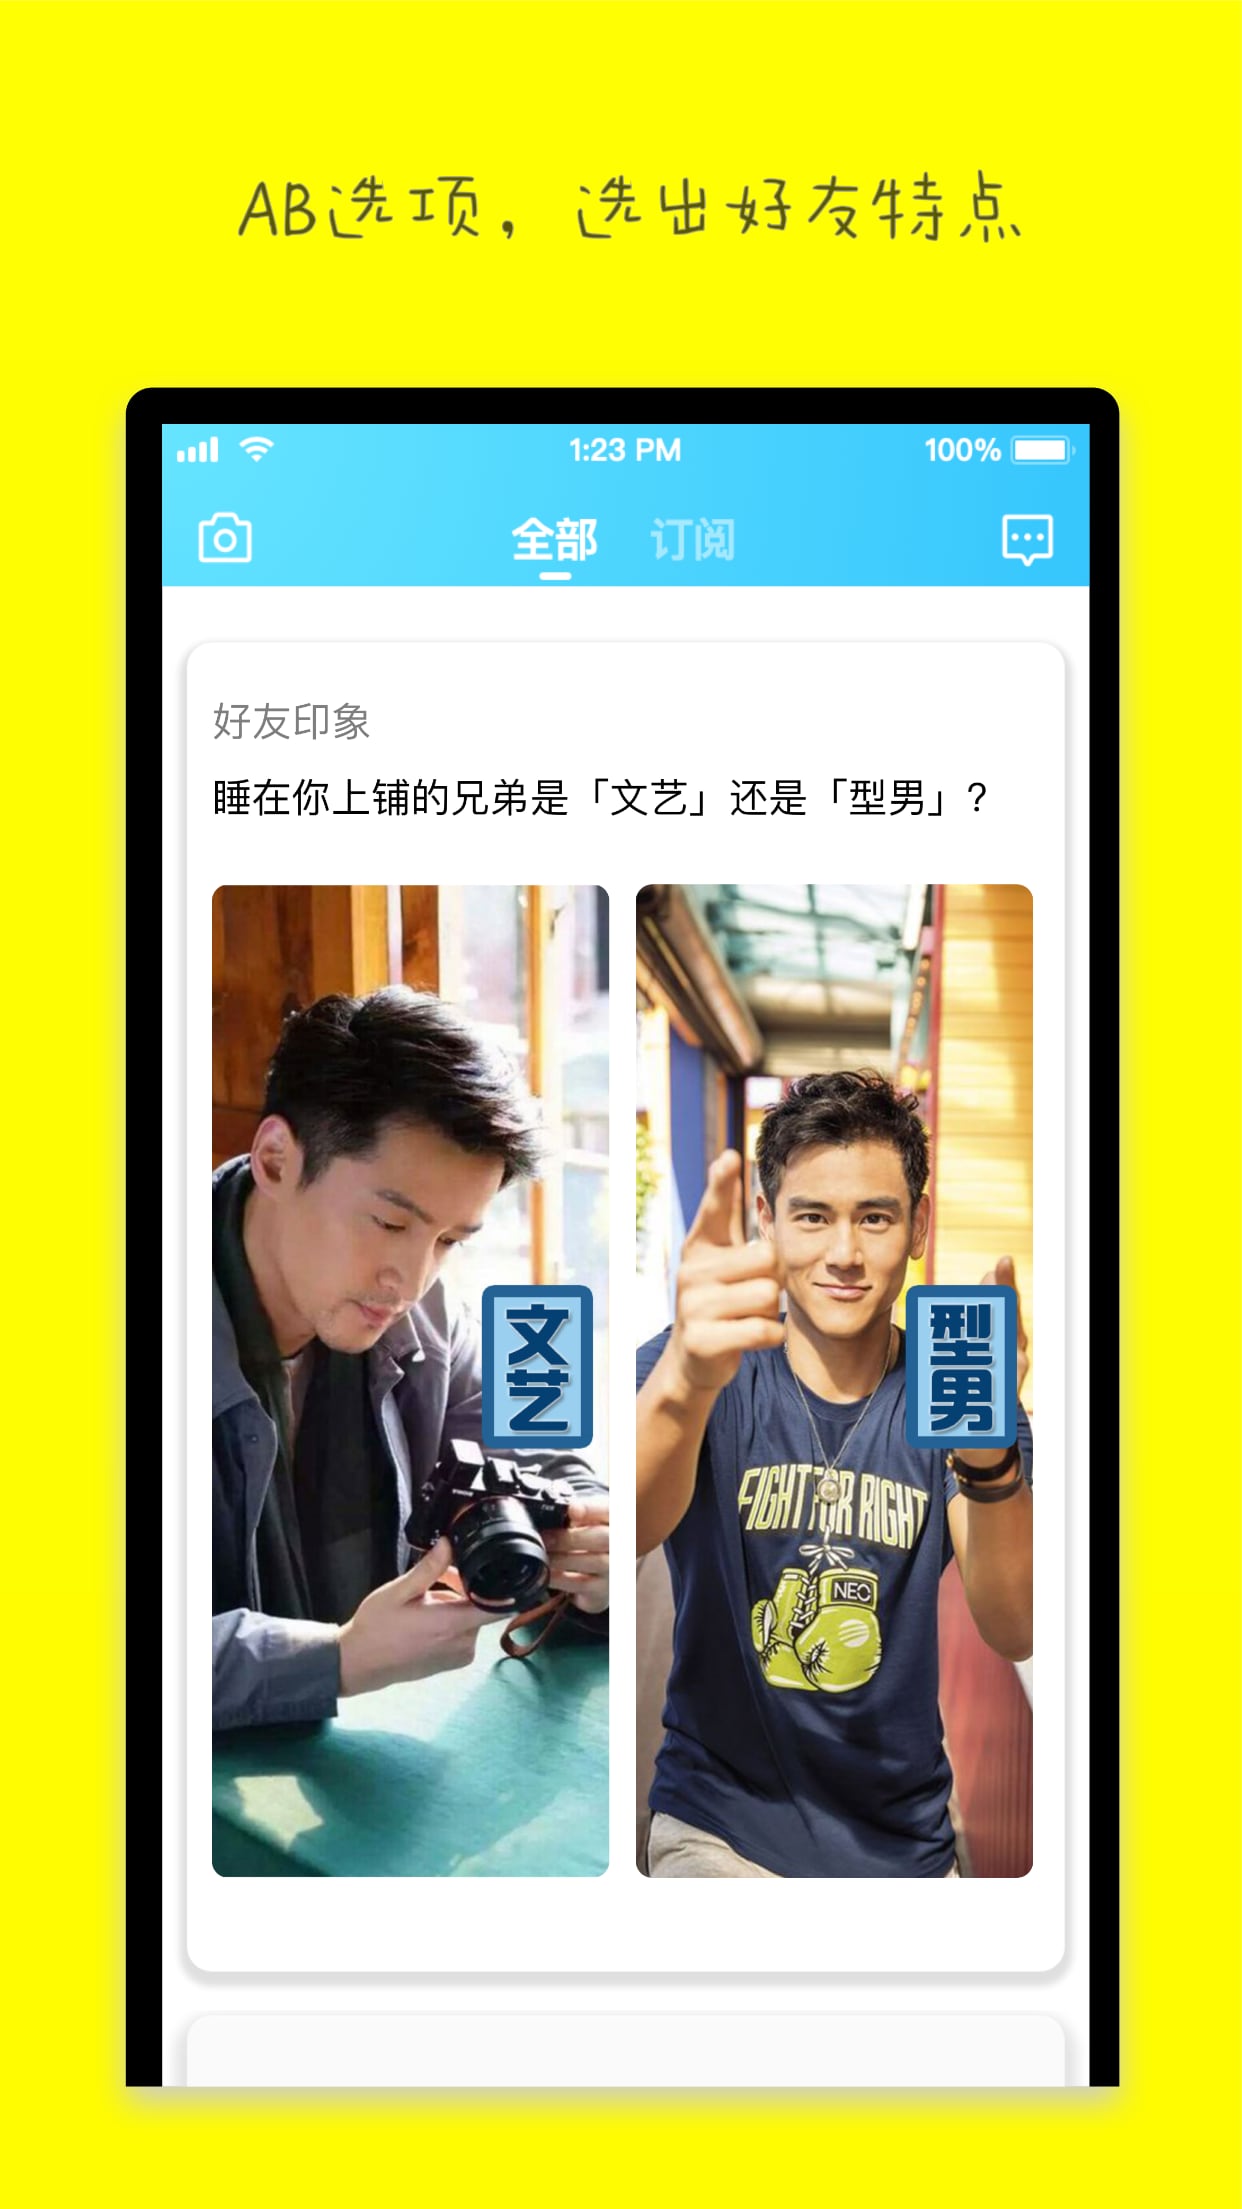 AB选项，选出好友特点
1:23 PM
100%
全部
订阅
好友印象
睡在你上铺的兄弟是「文艺」还是「型男」?
文艺
型男
FIGHT FOR RIGHT
NEO